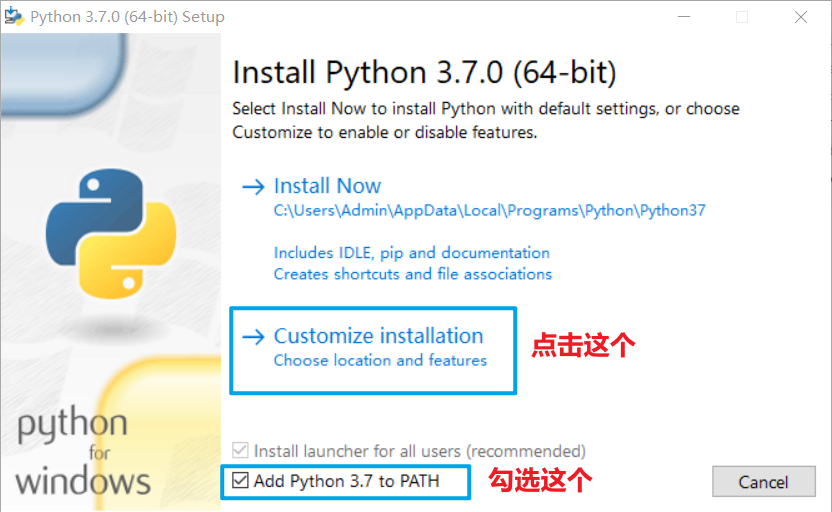 Python 3.7.0 (64-bit) Setup
Install Python 3.7.0 (64-bit)
Select Install Now to install Python with default settings, or choose
Customize to enable or disable features.
Install Now
C:\Users\Admin\AppData\Local\Programs\Python\Python37
Includes IDLE, pip and documentation
Creates shortcuts and file associations
Customize installation
Choose location and features
点击这个
Install launcher for all users (recommended)
Add Python 3.7 to PATH
勾选这个
Cancel
python
for
windows